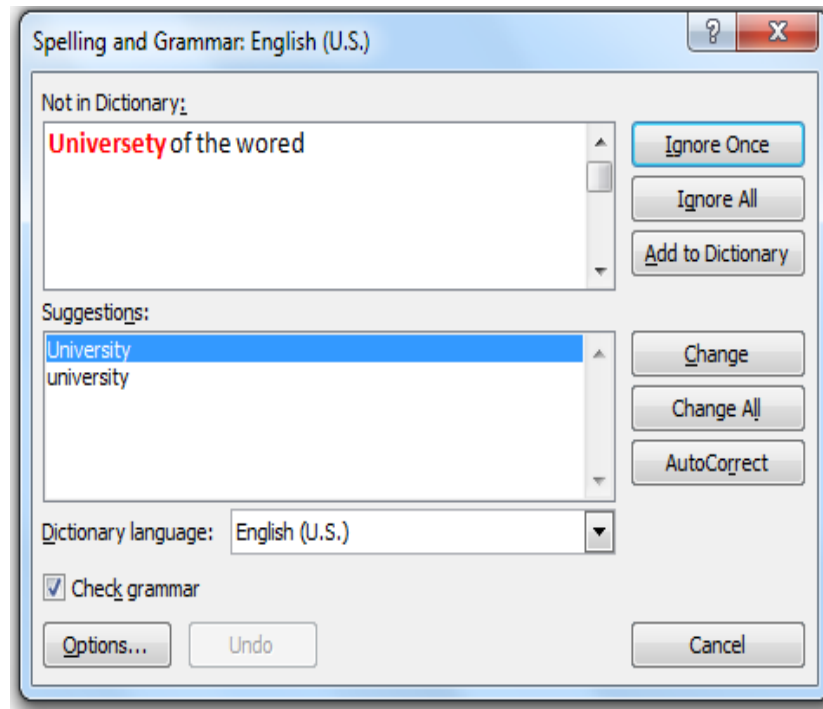 Spelling and Grammar: English (U.S.)
? X
Not in Dictionary:
Universety of the wored
Ignore Once
Ignore All
Add to Dictionary
Suggestions:
University
university
Change
Change All
AutoCorrect
Dictionary language: English (U.S.)
Check grammar
Options... Undo Cancel